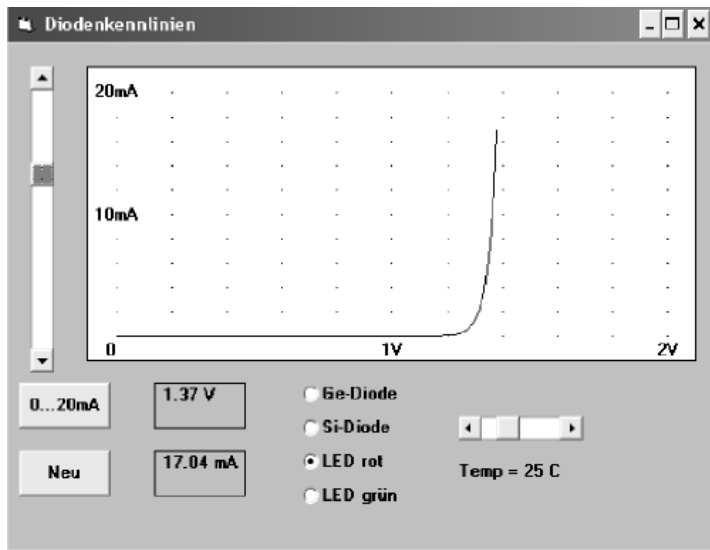 Diodenkennlinien
20mA
10mA
0 1V 2V
0...20mA
1.37 V
Neu
17.04 mA
Ge-Diode
Si-Diode
LED rot
LED grün
Temp = 25 C